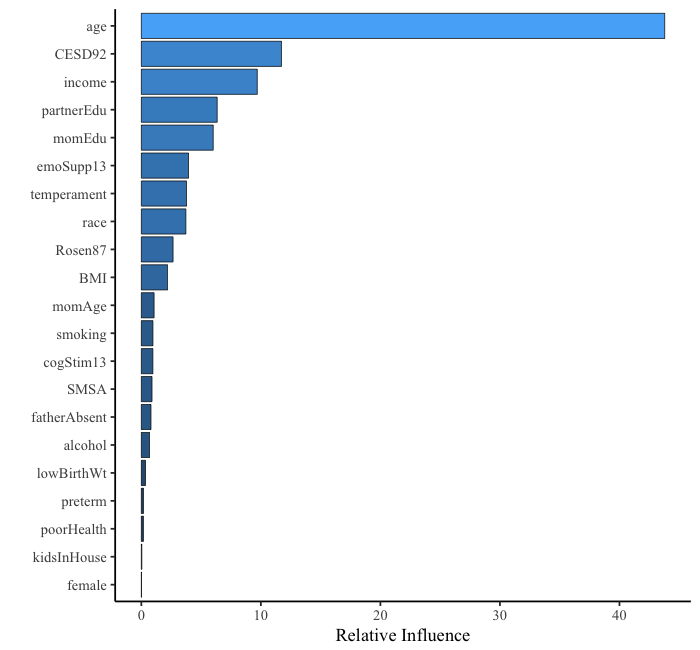 age
CESD92
income
partnerEdu
momEdu
emoSupp13
temperament
race
Rosen87
BMI
momAge
smoking
cogStim13
SMSA
fatherAbsent
alcohol
lowBirthWt
preterm
poorHealth
kidsInHouse
female
0 10 20 30 40
Relative Influence